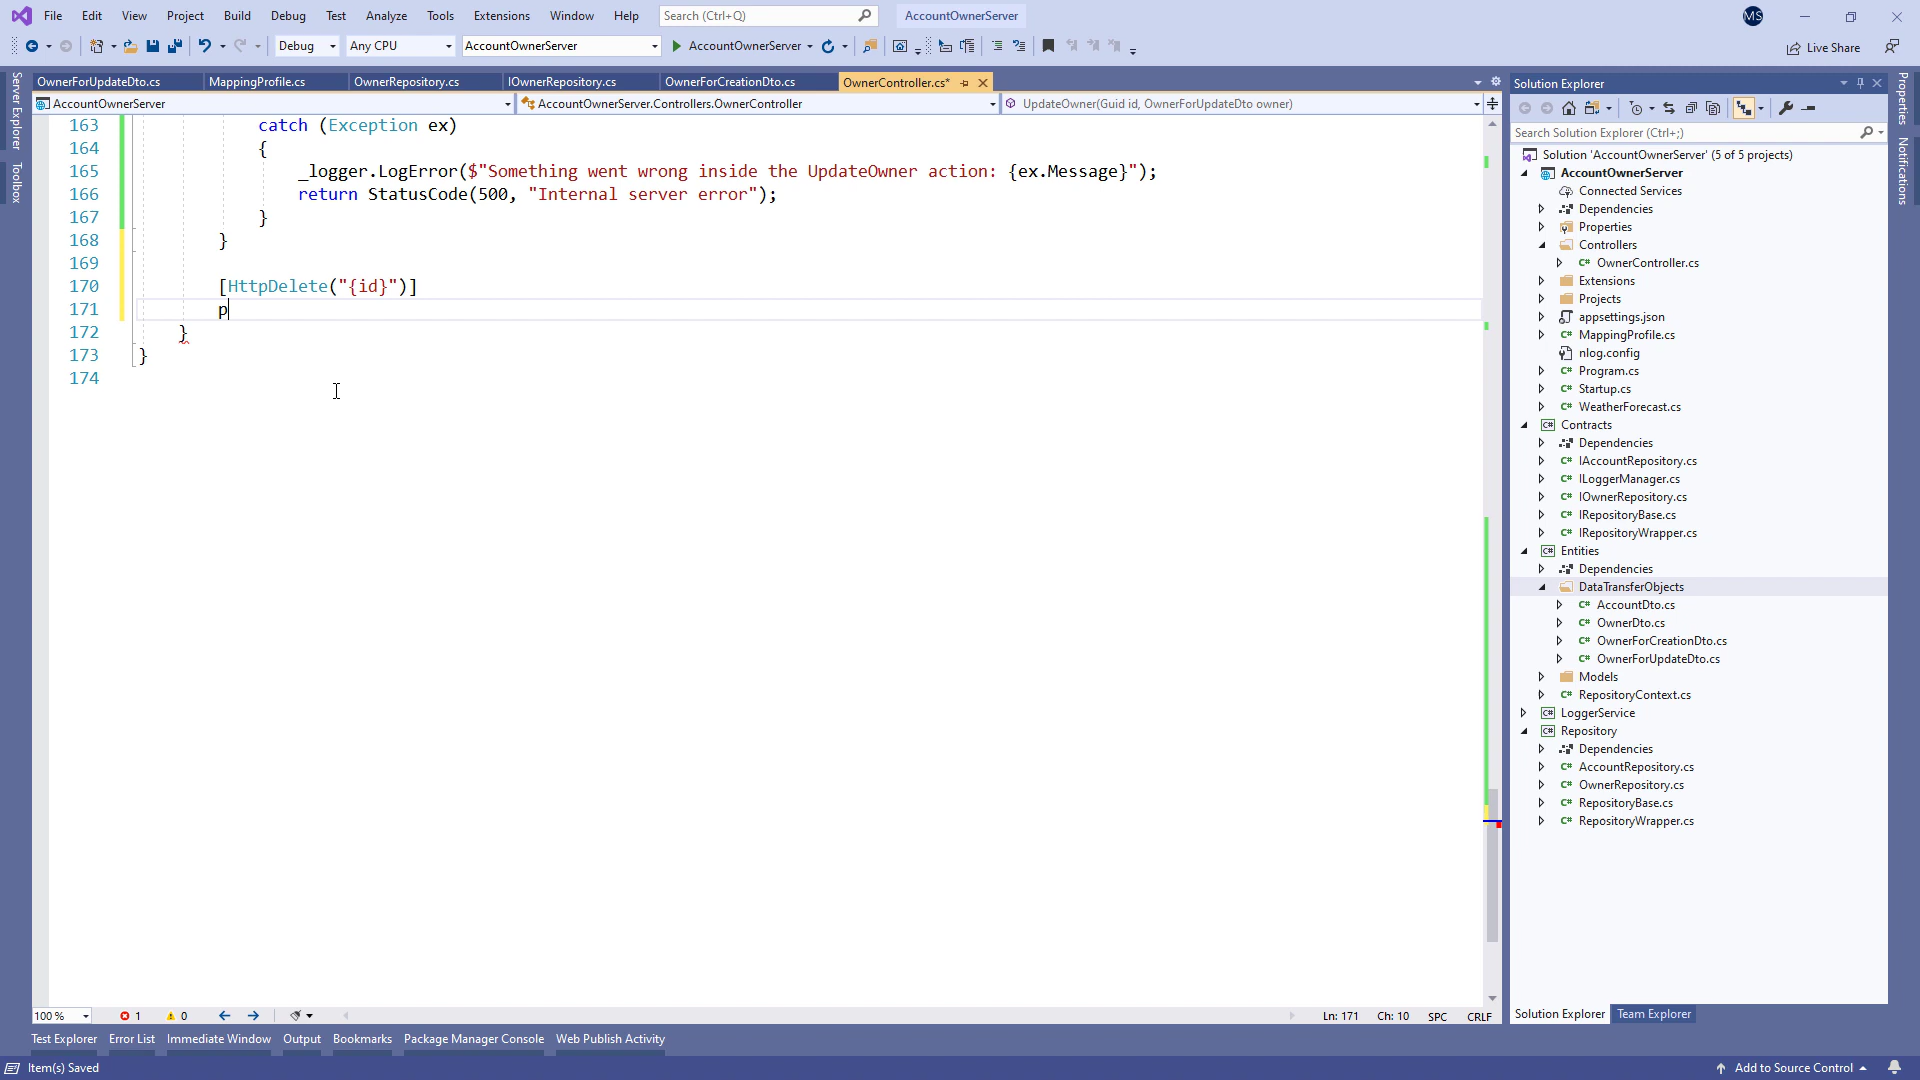 File Edit View Project Build Debug Test Analyze Tools Extensions Window Help Search (Ctrl+Q) AccountOwnerServer MS
Debug Any CPU AccountOwnerServer AccountOwnerServer Live Share
Server Explorer
Toolbox
OwnerForUpdateDto.cs MappingProfile.cs OwnerRepository.cs IOwnerRepository.cs OwnerForCreationDto.cs OwnerController.cs*
AccountOwnerServer AccountOwnerServer.Controllers.OwnerController UpdateOwner(Guid id, OwnerForUpdateDto owner)
163 catch (Exception ex)
164 {
165 _logger.LogError($"Something went wrong inside the UpdateOwner action: {ex.Message}");
166 return StatusCode(500, "Internal server error");
167 }
168 }
169
170 [HttpDelete("{id}")]
171 p
172 }
173 }
174
100 % 1 0 Ln: 171 Ch: 10 SPC CRLF
Test Explorer Error List Immediate Window Output Bookmarks Package Manager Console Web Publish Activity
Item(s) Saved Add to Source Control
Solution Explorer
Search Solution Explorer (Ctrl+;)
Solution 'AccountOwnerServer' (5 of 5 projects)
AccountOwnerServer
Connected Services
Dependencies
Properties
Controllers
C# OwnerController.cs
Extensions
Projects
appsettings.json
C# MappingProfile.cs
nlog.config
C# Program.cs
C# Startup.cs
C# WeatherForecast.cs
C# Contracts
Dependencies
C# IAccountRepository.cs
C# ILoggerManager.cs
C# IOwnerRepository.cs
C# IRepositoryBase.cs
C# IRepositoryWrapper.cs
C# Entities
Dependencies
DataTransferObjects
C# AccountDto.cs
C# OwnerDto.cs
C# OwnerForCreationDto.cs
C# OwnerForUpdateDto.cs
Models
C# RepositoryContext.cs
C# LoggerService
C# Repository
Dependencies
C# AccountRepository.cs
C# OwnerRepository.cs
C# RepositoryBase.cs
C# RepositoryWrapper.cs
Solution Explorer Team Explorer
Properties
Notifications